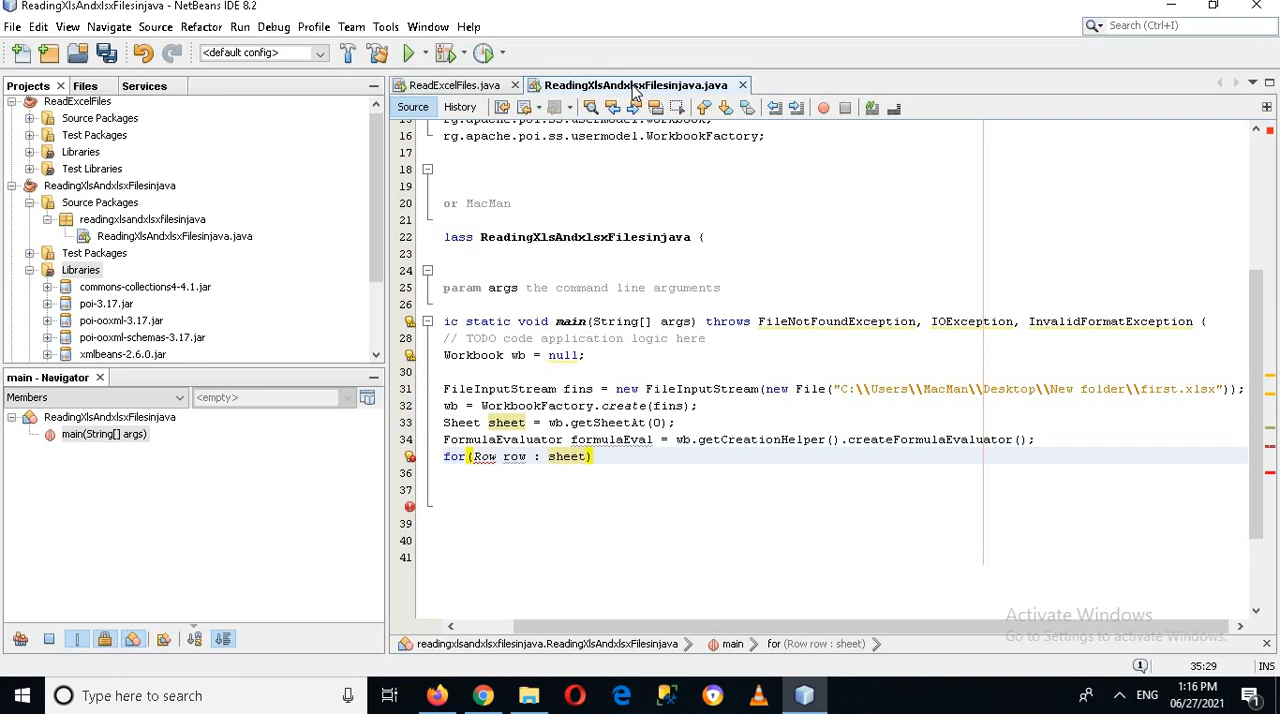 ReadingXlsAndxlsxFilesinjava - NetBeans IDE 8.2
File Edit View Navigate Source Refactor Run Debug Profile Team Tools Window Help
Search (Ctrl+I)
<default config>
Projects Files Services
ReadExcelFiles.java ReadingXlsAndxlsxFilesinjava.java
Source History
ReadExcelFiles
Source Packages
Test Packages
Libraries
Test Libraries
ReadingXlsAndxlsxFilesinjava
Source Packages
readingxlsandxlsxfilesinjava
ReadingXlsAndxlsxFilesinjava.java
Test Packages
Libraries
commons-collections4-4.1.jar
poi-3.17.jar
poi-ooxml-3.17.jar
poi-ooxml-schemas-3.17.jar
xmlbeans-2.6.0.jar
main - Navigator
Members <empty>
ReadingXlsAndxlsxFilesinjava
main(String[] args)
15 rg.apache.poi.ss.usermodel.Workbook;
16 rg.apache.poi.ss.usermodel.WorkbookFactory;
17
18
19
20 or MacMan
21
22 lass ReadingXlsAndxlsxFilesinjava {
23
24
25 param args the command line arguments
26
ic static void main(String[] args) throws FileNotFoundException, IOException, InvalidFormatException {
28 // TODO code application logic here
Workbook wb = null;
30
31 FileInputStream fins = new FileInputStream(new File("C:\\Users\\MacMan\\Desktop\\New folder\\first.xlsx"));
32 wb = WorkbookFactory.create(fins);
33 Sheet sheet = wb.getSheetAt(0);
34 FormulaEvaluator formulaEval = wb.getCreationHelper().createFormulaEvaluator();
for(Row row : sheet)
36
37
39
40
41
Activate Windows
Go to Settings to activate Windows.
readingxlsandxlsxfilesinjava.ReadingXlsAndxlsxFilesinjava main for (Row row : sheet)
1 35:29 INS
Type here to search
ENG
1:16 PM
06/27/2021
1